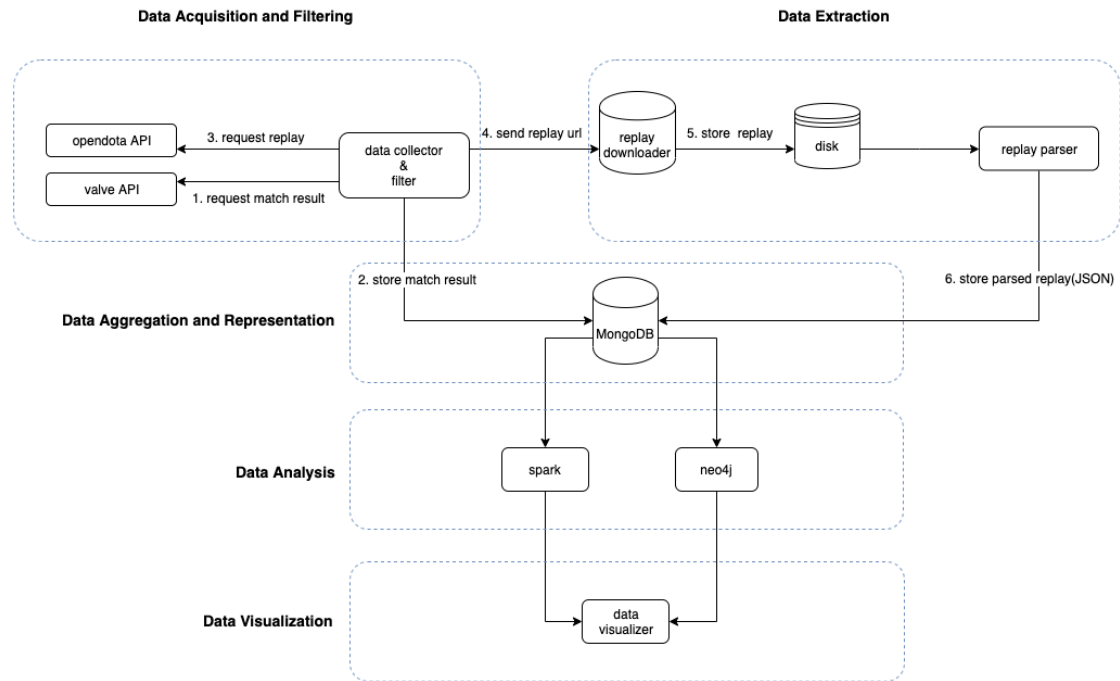 Data Acquisition and Filtering
Data Extraction
opendota API
3. request replay
data collector
&
filter
4. send replay url
replay
downloader
5. store  replay
disk
replay parser
valve API
1. request match result
2. store match result
6. store parsed replay(JSON)
Data Aggregation and Representation
MongoDB
Data Analysis
spark
neo4j
Data Visualization
data
visualizer